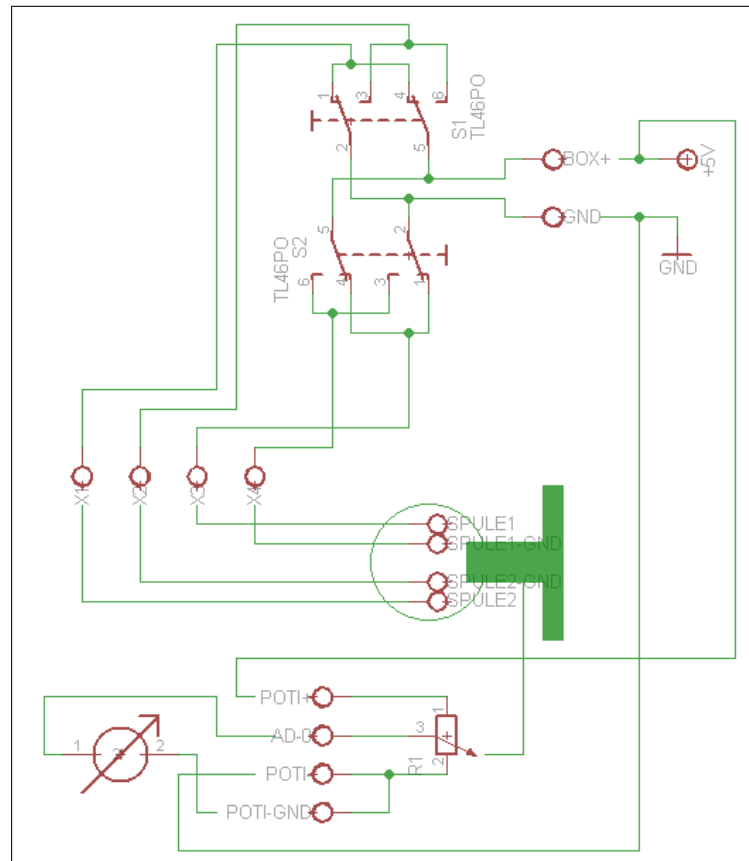 1
3
4
6
2
5
S1
TL46PO
BOX+
+5V
GND
GND
TL46PO
S2
5
2
6
4
3
1
X1
X2
X3
X4
SPULE1
SPULE1-GND
SPULE2-GND
SPULE2
POTI+
AD-0
POTI-
POTI-GND
1
2
3
1
2
R1